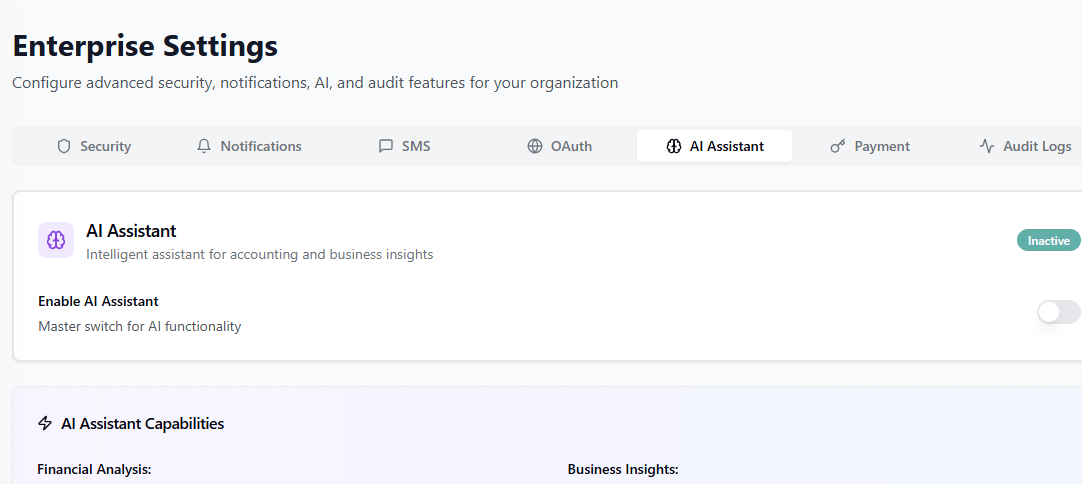 Enterprise Settings
Configure advanced security, notifications, AI, and audit features for your organization
Security Notifications SMS OAuth AI Assistant Payment Audit Logs
AI Assistant
Intelligent assistant for accounting and business insights
Inactive
Enable AI Assistant
Master switch for AI functionality
AI Assistant Capabilities
Financial Analysis: Business Insights: